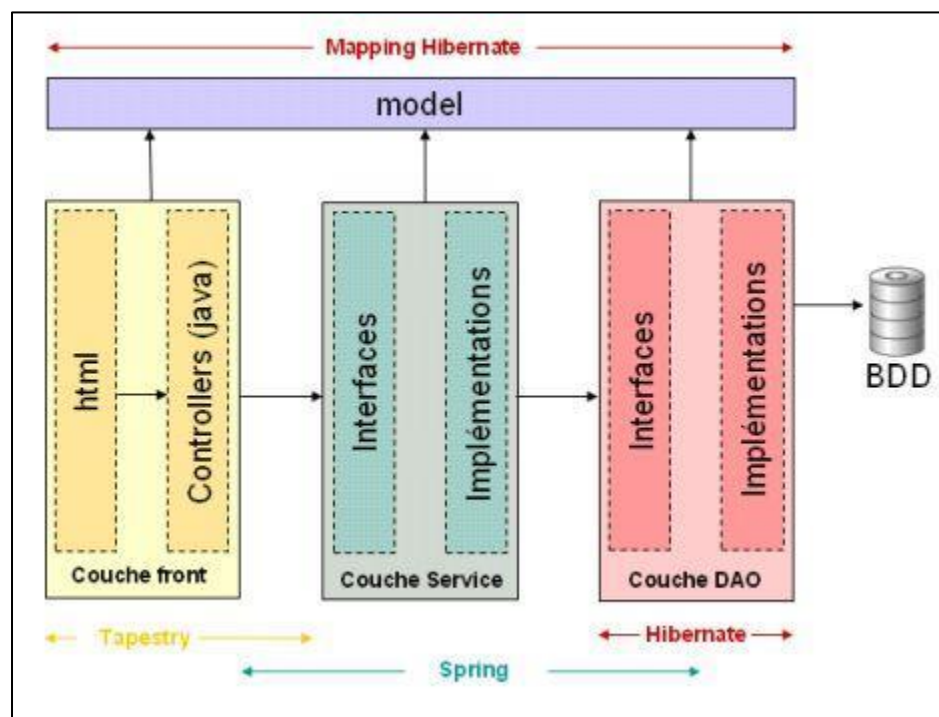 Mapping Hibernate
model
html
Controllers (java)
Couche front
Interfaces
Implémentations
Couche Service
Interfaces
Implémentations
Couche DAO
BDD
Tapestry
Hibernate
Spring